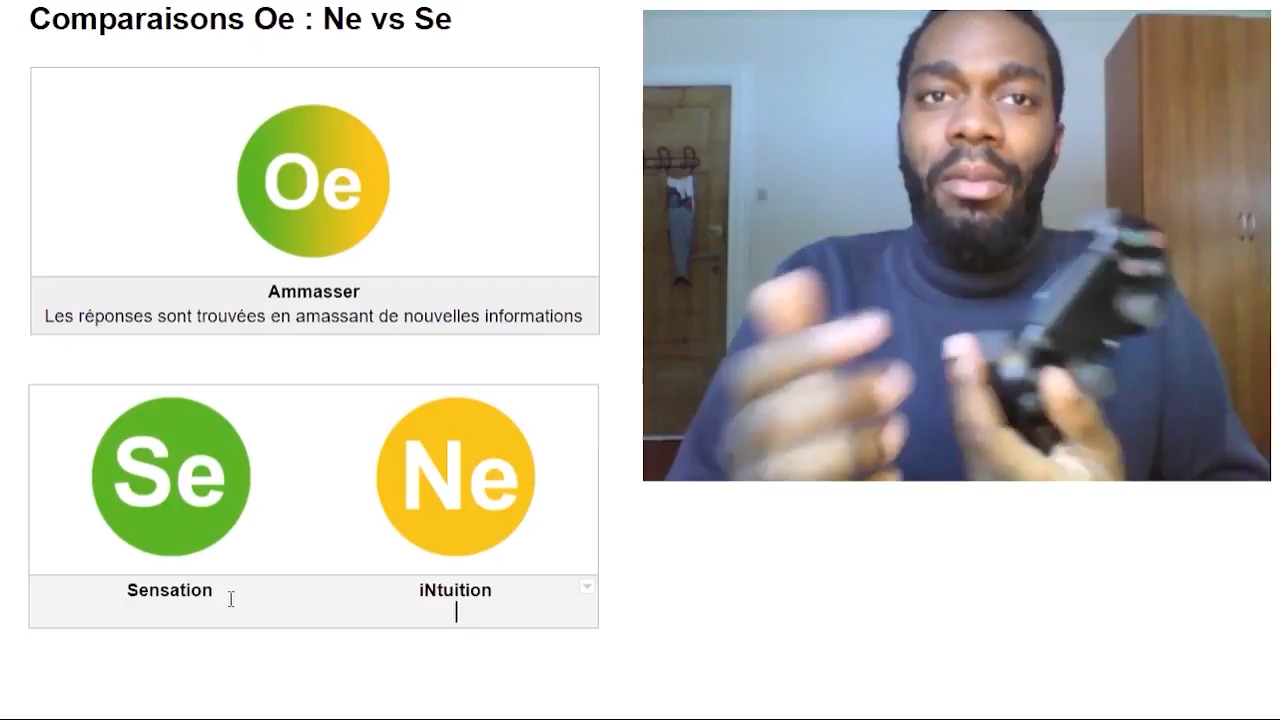 Comparaisons Oe : Ne vs Se
Oe
Ammasser
Les réponses sont trouvées en amassant de nouvelles informations
Se
Ne
Sensation
iNtuition